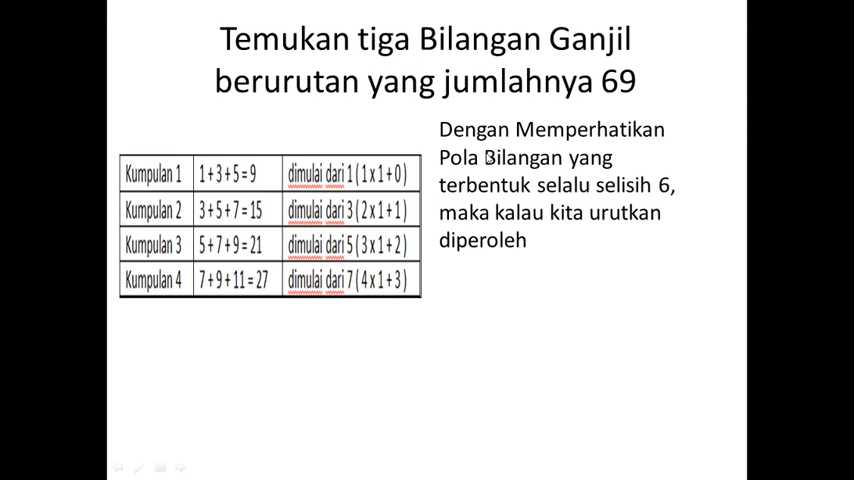 Temukan tiga Bilangan Ganjil
berurutan yang jumlahnya 69
Kumpulan 1 1+3+5=9 dimulai dari 1 (1x1+0)
Kumpulan 2 3+5+7=15 dimulai dari 3 (2x1+1)
Kumpulan 3 5+7+9=21 dimulai dari 5 (3x1+2)
Kumpulan 4 7+9+11=27 dimulai dari 7 (4x1+3)
Dengan Memperhatikan
Pola Bilangan yang
terbentuk selalu selisih 6,
maka kalau kita urutkan
diperoleh